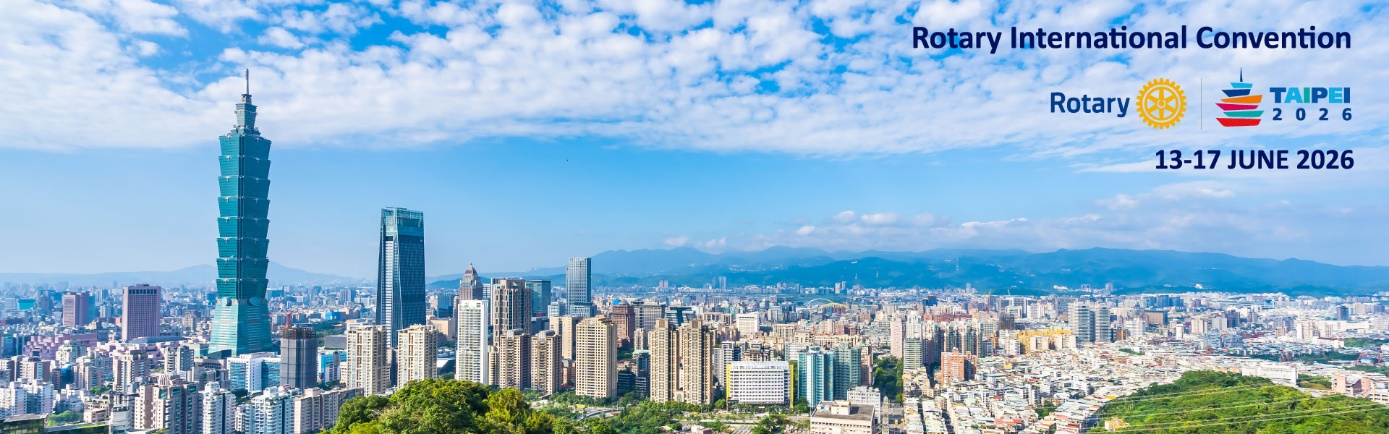 Rotary International Convention
Rotary TAIPEI
2026
13-17 JUNE 2026